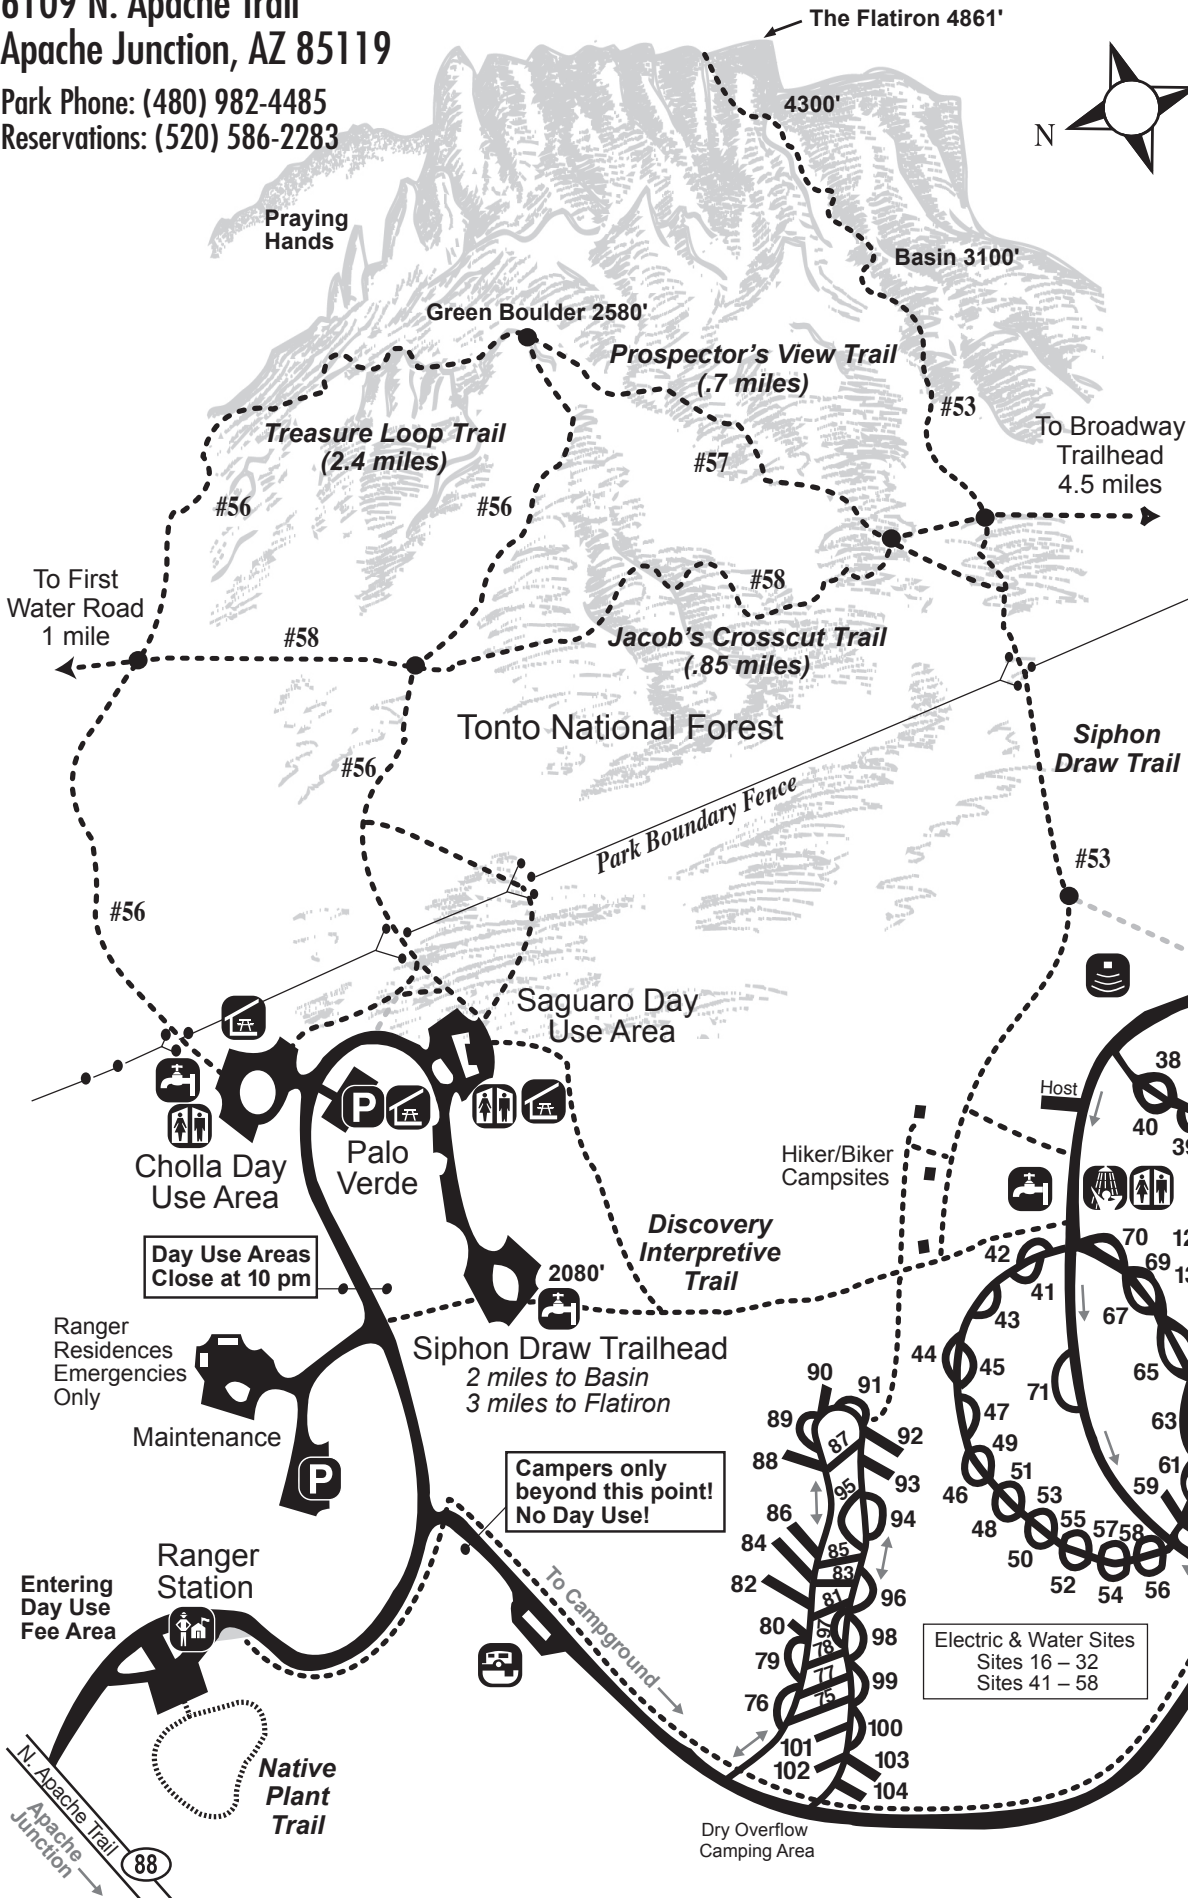 6109 N. Apache Trail
Apache Junction, AZ 85119
Park Phone: (480) 982-4485
Reservations: (520) 586-2283
The Flatiron 4861'
4300'
N
Praying
Hands
Basin 3100'
Green Boulder 2580'
Prospector's View Trail
(.7 miles)
#53
Treasure Loop Trail
(2.4 miles)
To Broadway
Trailhead
4.5 miles
#57
#56
#56
To First
Water Road
1 mile
#58
#58
Jacob's Crosscut Trail
(.85 miles)
Tonto National Forest
Siphon
Draw Trail
#56
Park Boundary Fence
#53
#56
Saguaro Day
Use Area
38
Host
40
P
Palo
Verde
Cholla Day
Use Area
Hiker/Biker
Campsites
Discovery
Interpretive
Trail
Day Use Areas
Close at 10 pm
2080'
42
70
69
41
67
43
Ranger
Residences
Emergencies
Only
Siphon Draw Trailhead
2 miles to Basin
3 miles to Flatiron
44
45
65
71
90
91
89
87
92
47
63
Maintenance
P
88
93
49
61
95
51
59
46
53
Campers only
beyond this point!
No Day Use!
86
94
48
55
57
58
84
85
50
83
52
54
56
82
81
96
Ranger
Station
To Campground
80
97
98
79
78
Entering
Day Use
Fee Area
Electric & Water Sites
Sites 16 – 32
Sites 41 – 58
77
99
76
75
100
101
103
102
104
Native
Plant
Trail
N. Apache Trail
Apache
Junction
88
Dry Overflow
Camping Area